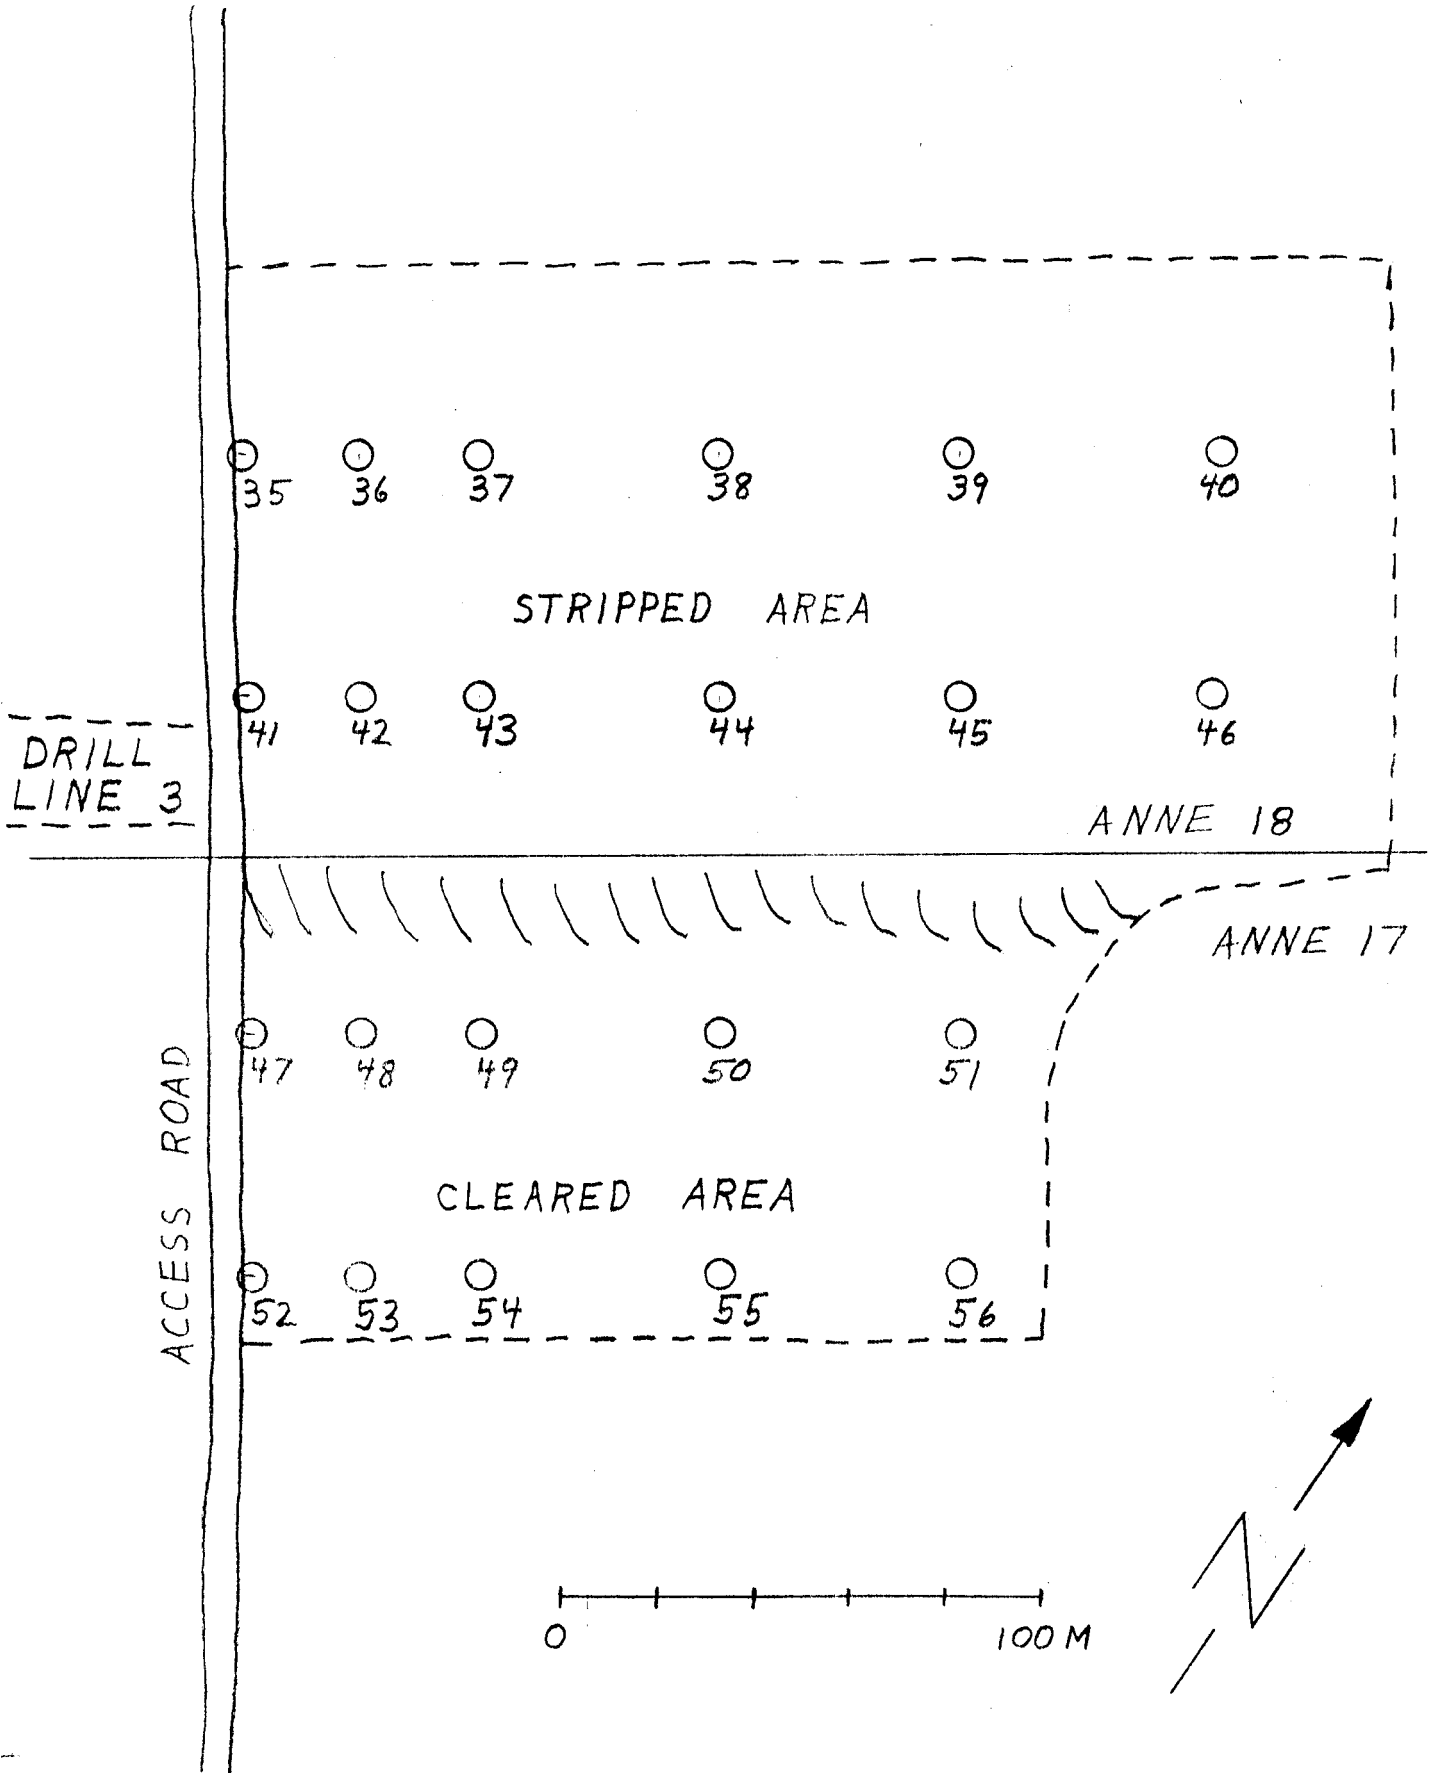 35 36 37 38 39 40
STRIPPED AREA
41 42 43 44 45 46
DRILL
LINE 3
ANNE 18
ANNE 17
47 48 49 50 51
ACCESS ROAD
CLEARED AREA
52 53 54 55 56
N
0 100 M